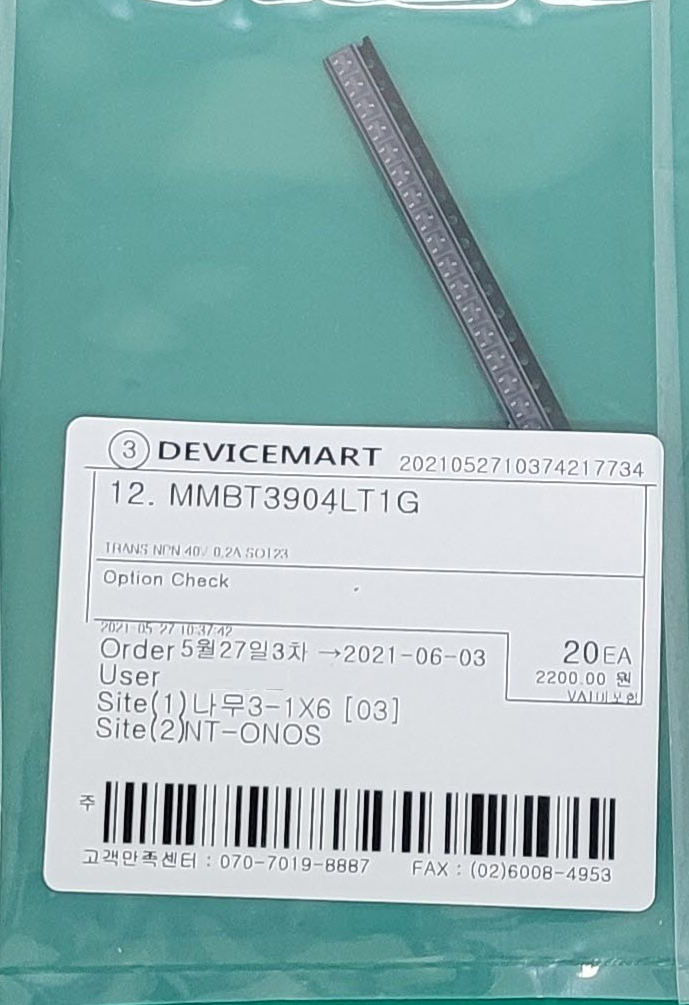 ③ DEVICEMART 2021052710374217734
12. MMBT3904LT1G
TRANS NPN 40V 0.2A SOT23
Option Check
2021-05-27 10:37:42
Order 5월27일3차 →2021-06-03
20EA
User
2200.00 원
Site(1)나무3-1X6 [03]
Site(2)NT-ONOS
주
고객만족센터 : 070-7019-8887 FAX : (02)6008-4953